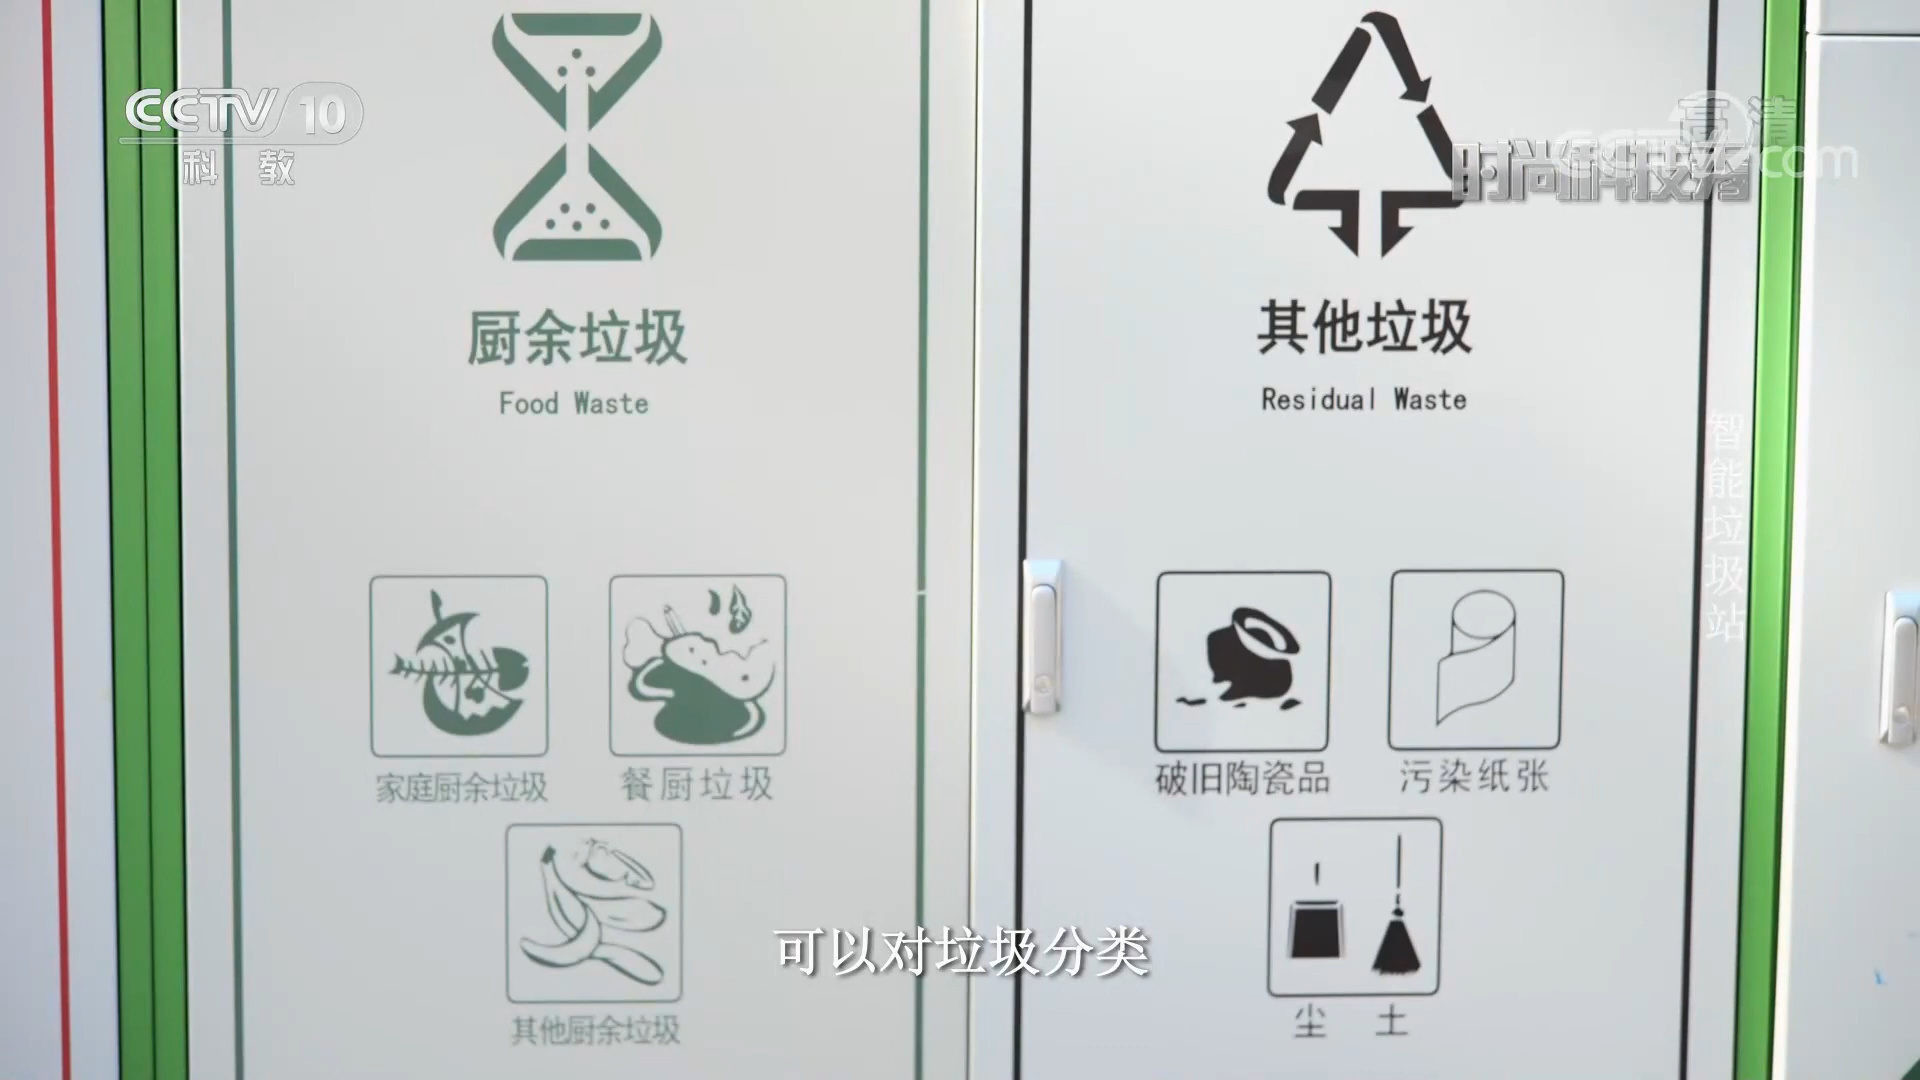 CCTV 10
科教
高清
CCTV.com
时尚科技秀
厨余垃圾
Food Waste
家庭厨余垃圾
餐厨垃圾
其他厨余垃圾
其他垃圾
Residual Waste
破旧陶瓷品
污染纸张
尘土
智能垃圾站
可以对垃圾分类